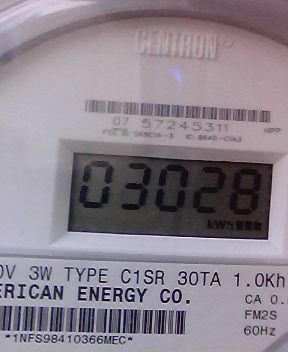 CENTRON®
07 57245311
HPP
03028
kWh
0V 3W TYPE C1SR 30TA 1.0Kh
ERICAN ENERGY CO.
CA 0.
FM2S
60Hz
*1NFS98410366MEC*